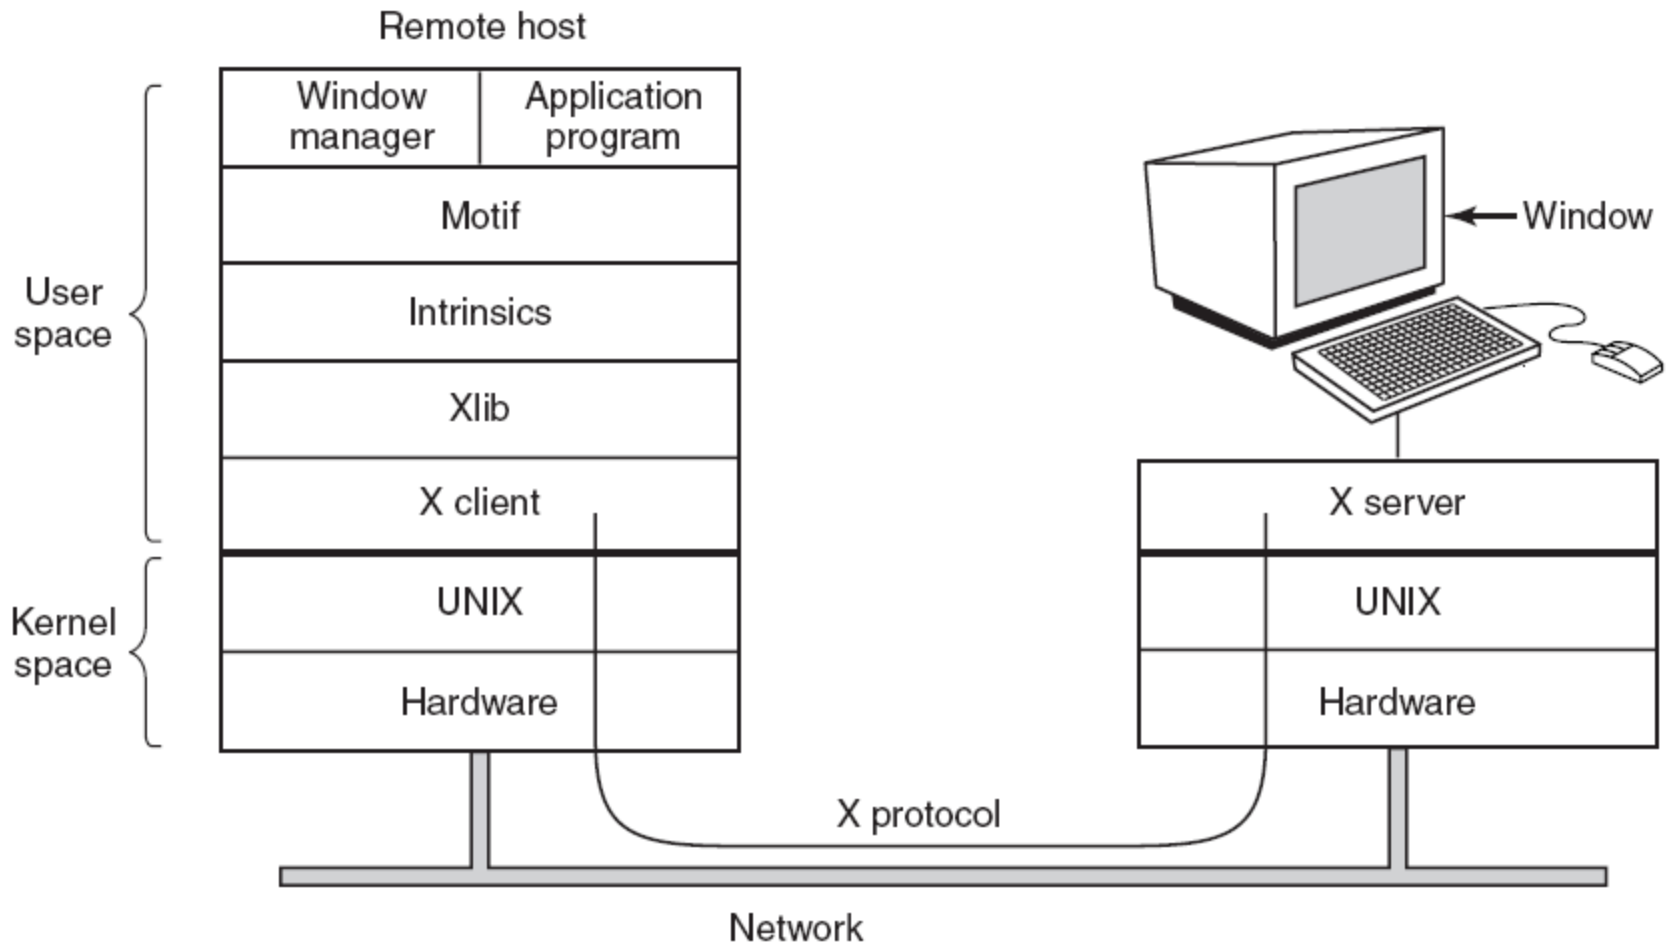 Remote host
Window
manager
Application
program
Motif
Window
User
space
Intrinsics
Xlib
X client
X server
UNIX
UNIX
Kernel
space
Hardware
Hardware
X protocol
Network